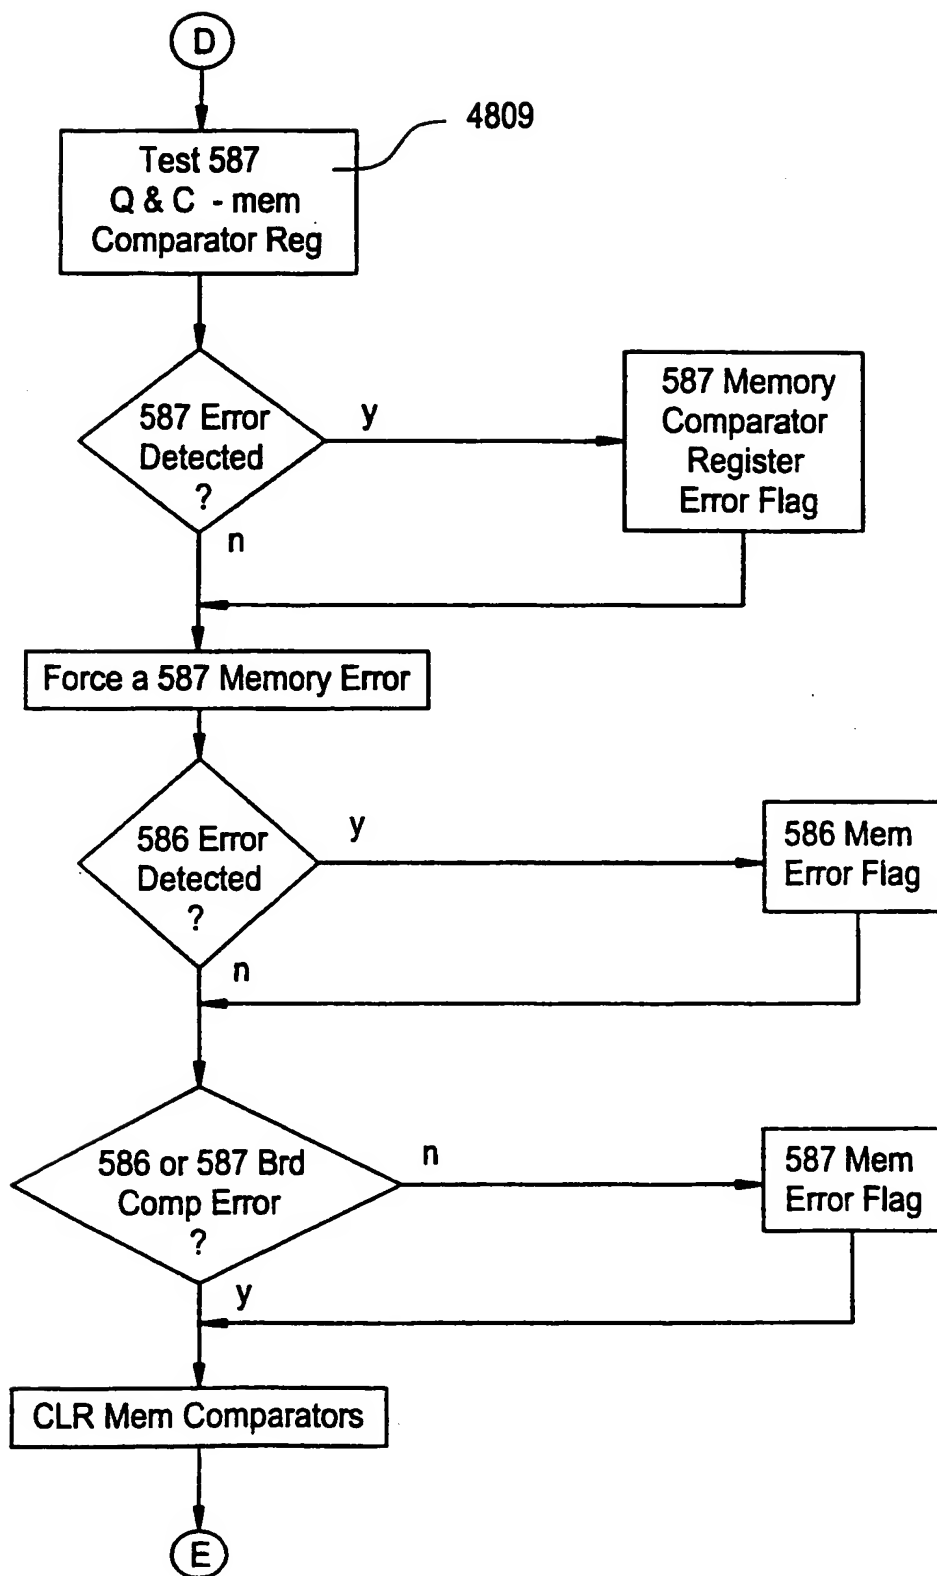 D
4809
Test 587
Q & C - mem
Comparator Reg
587 Error
Detected
?
y
587 Memory
Comparator
Register
Error Flag
n
Force a 587 Memory Error
586 Error
Detected
?
y
586 Mem
Error Flag
n
586 or 587 Brd
Comp Error
?
n
587 Mem
Error Flag
y
CLR Mem Comparators
E